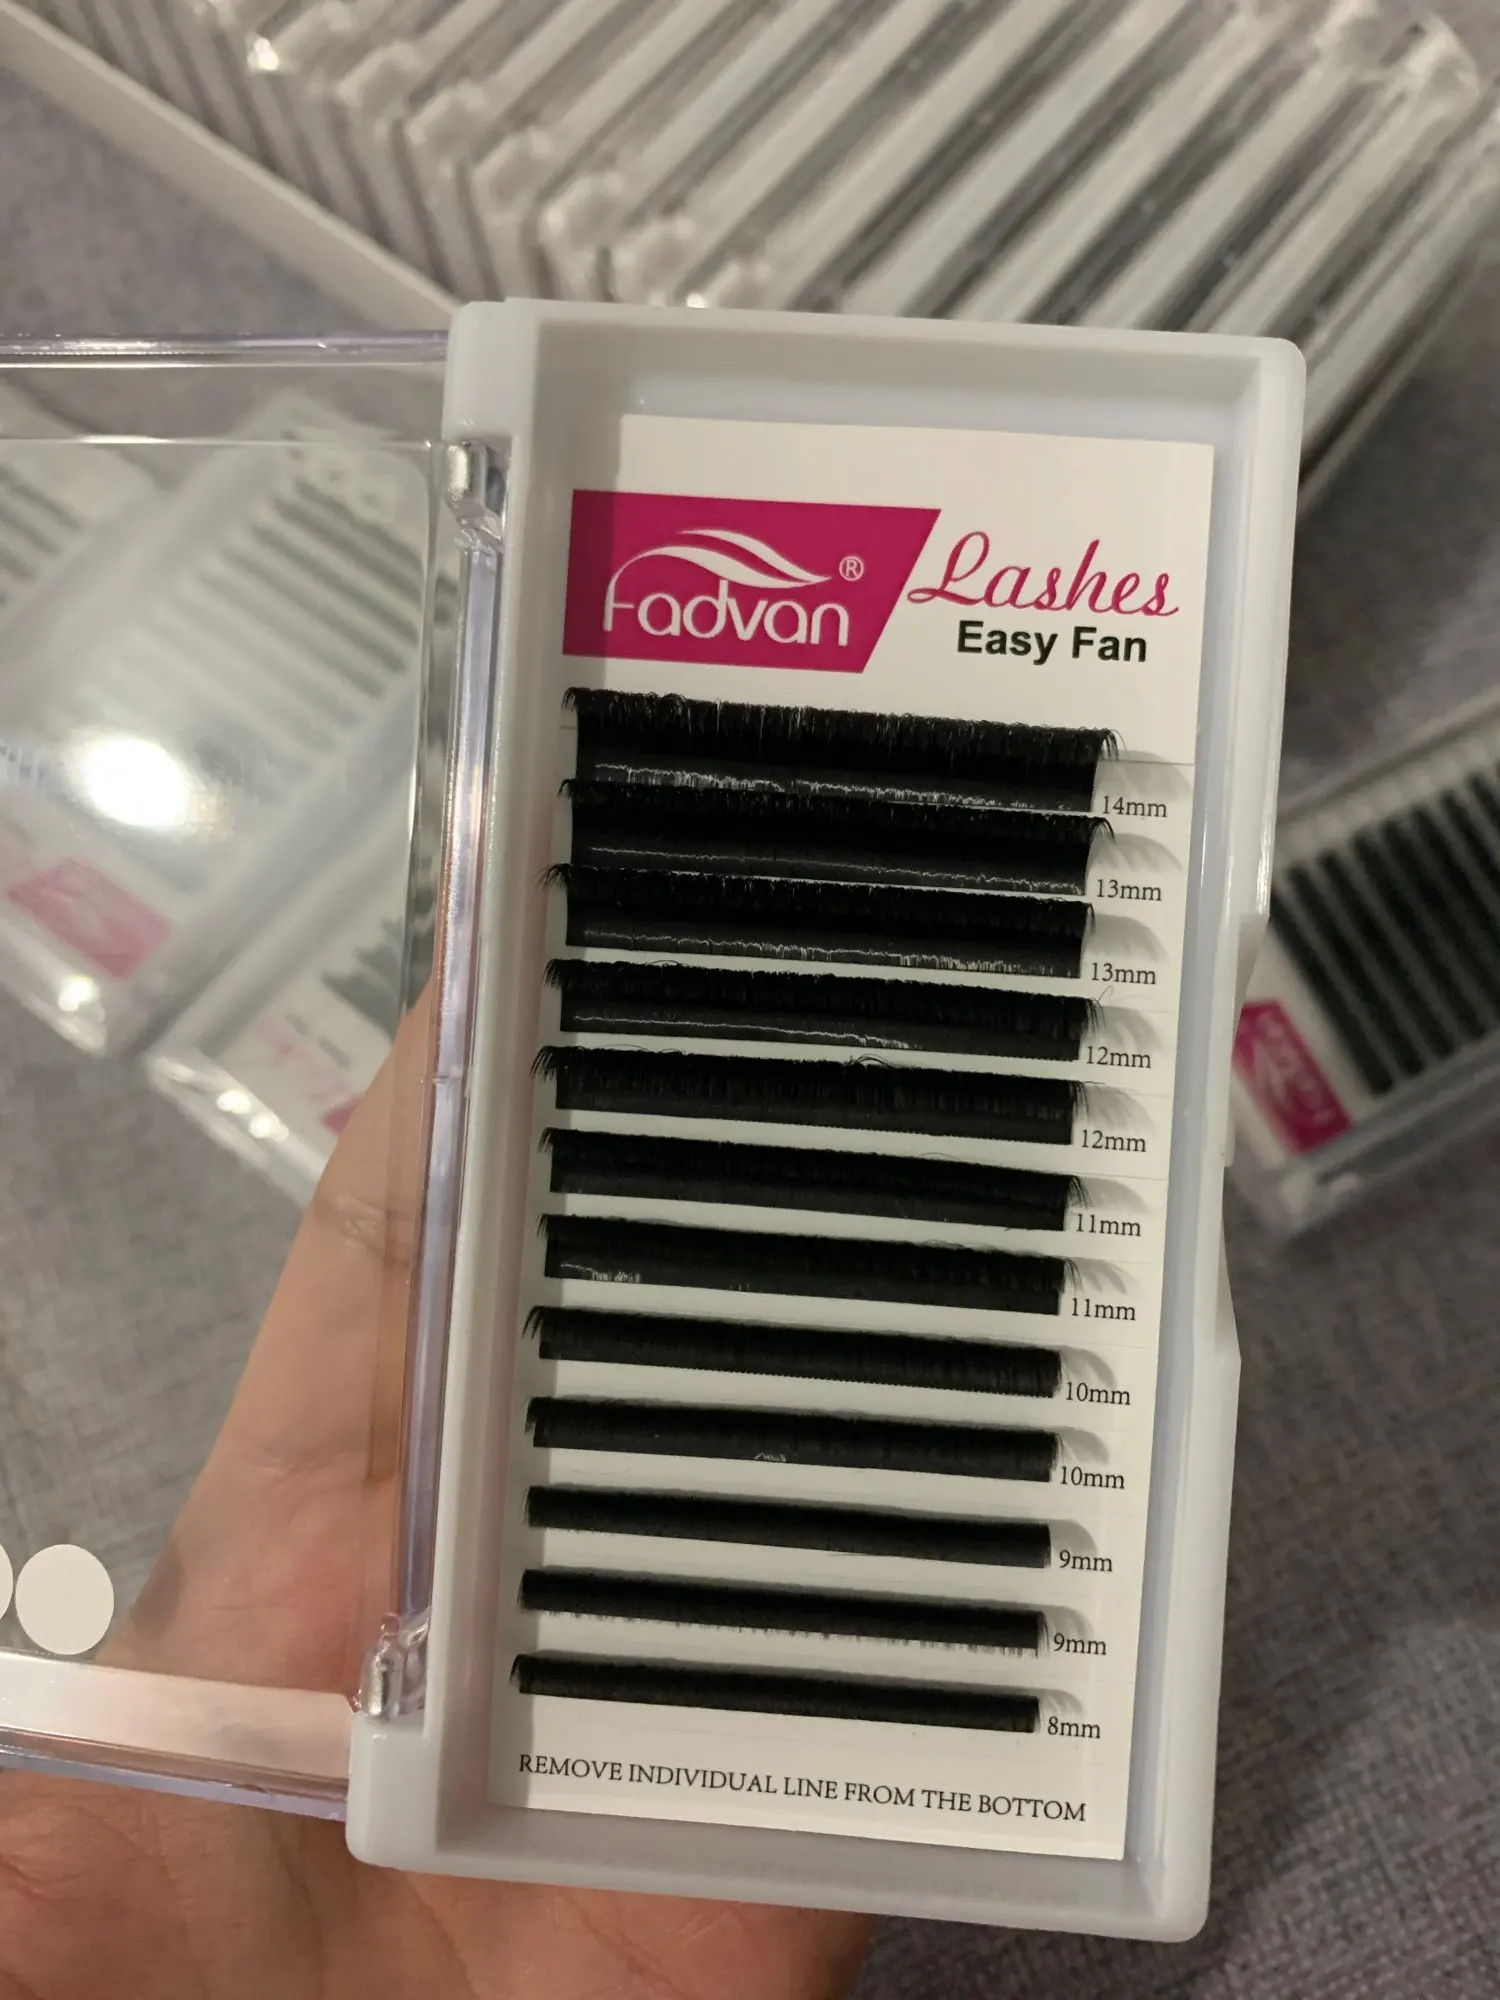 Fadvan®
Lashes
Easy Fan
14mm
13mm
13mm
12mm
12mm
11mm
11mm
10mm
10mm
9mm
9mm
8mm
REMOVE INDIVIDUAL LINE FROM THE BOTTOM